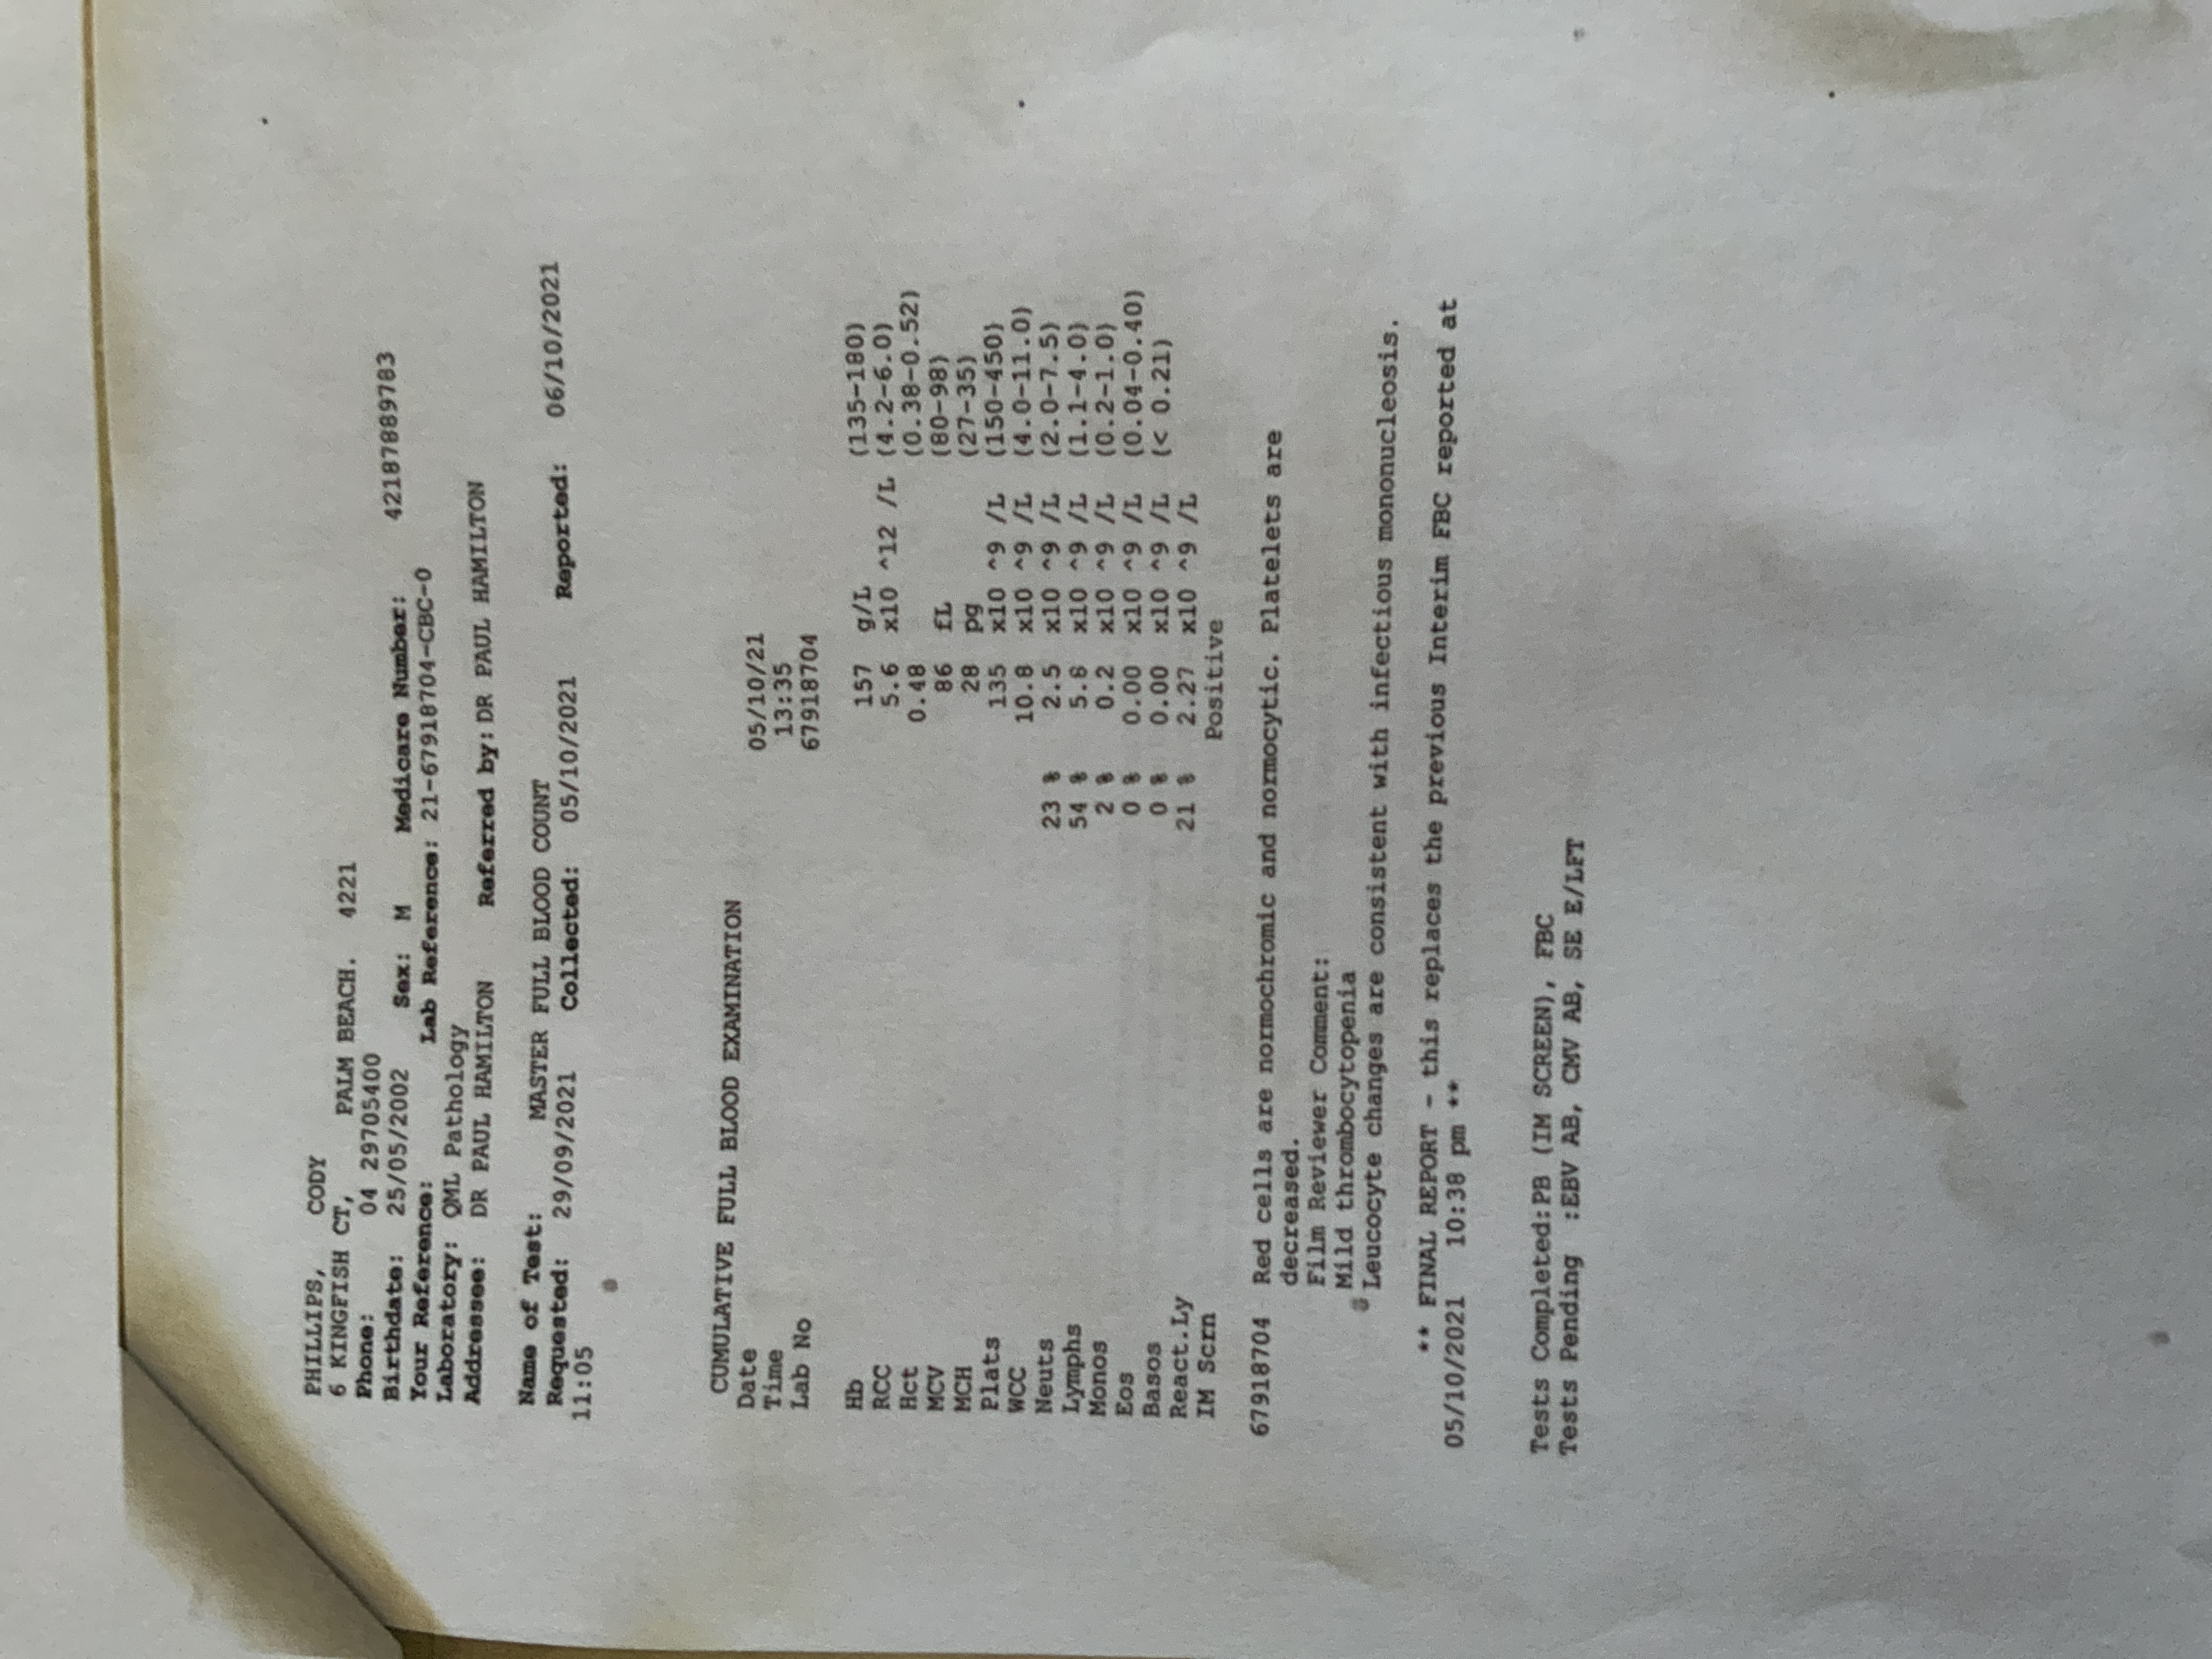 PHILLIPS, CODY
6 KINGFISH CT, PALM BEACH. 4221
Phone: 04 29705400
Birthdate: 25/05/2002 Sex: M Medicare Number: 42187889783
Your Reference: Lab Reference: 21-67918704-CBC-0
Laboratory: QML Pathology
Addressee: DR PAUL HAMILTON Referred by: DR PAUL HAMILTON
Name of Test: MASTER FULL BLOOD COUNT
Requested: 29/09/2021 Collected: 05/10/2021 Reported: 06/10/2021
11:05
CUMULATIVE FULL BLOOD EXAMINATION
Date 05/10/21
Time 13:35
Lab No 67918704
Hb 157 g/L (135-180)
RCC 5.6 x10 ^12 /L (4.2-6.0)
Hct 0.48 (0.38-0.52)
MCV 86 fL (80-98)
MCH 28 pg (27-35)
Plats 135 x10 ^9 /L (150-450)
WCC 10.8 x10 ^9 /L (4.0-11.0)
Neuts 23 % 2.5 x10 ^9 /L (2.0-7.5)
Lymphs 54 % 5.8 x10 ^9 /L (1.1-4.0)
Monos 2 % 0.2 x10 ^9 /L (0.2-1.0)
Eos 0 % 0.00 x10 ^9 /L (0.04-0.40)
Basos 0 % 0.00 x10 ^9 /L (< 0.21)
React.Ly 21 % 2.27 x10 ^9 /L
IM Scrn Positive
67918704 Red cells are normochromic and normocytic. Platelets are
decreased.
Film Reviewer Comment:
Mild thrombocytopenia
Leucocyte changes are consistent with infectious mononucleosis.
** FINAL REPORT - this replaces the previous Interim FBC reported at
05/10/2021 10:38 pm **
Tests Completed:PB (IM SCREEN), FBC
Tests Pending :EBV AB, CMV AB, SE E/LFT